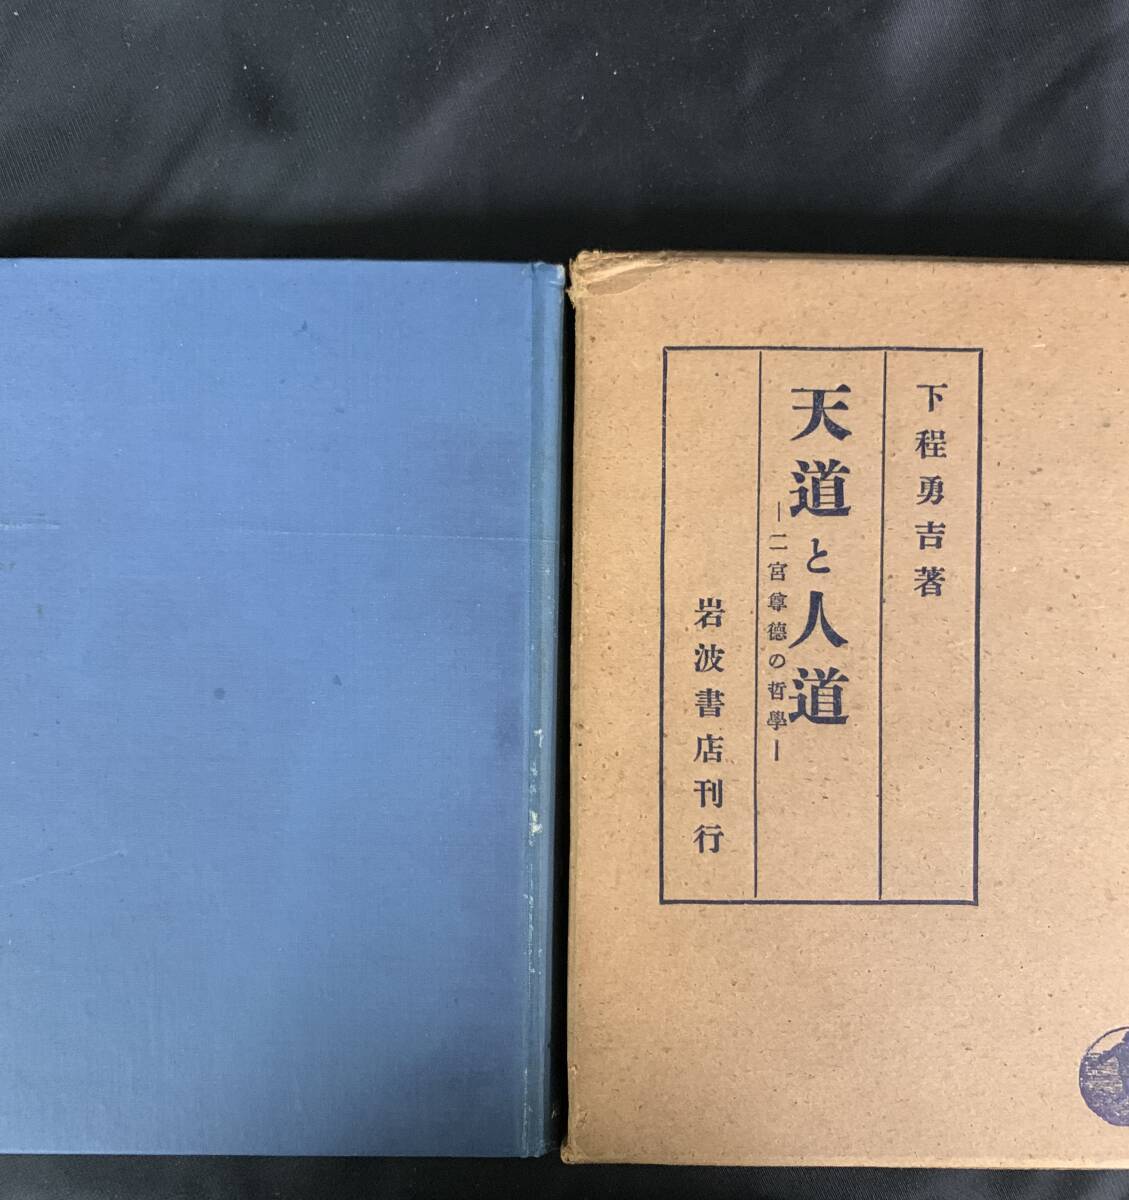 下程勇吉著
天道と人道
―二宮尊德の哲學―
岩波書店刊行